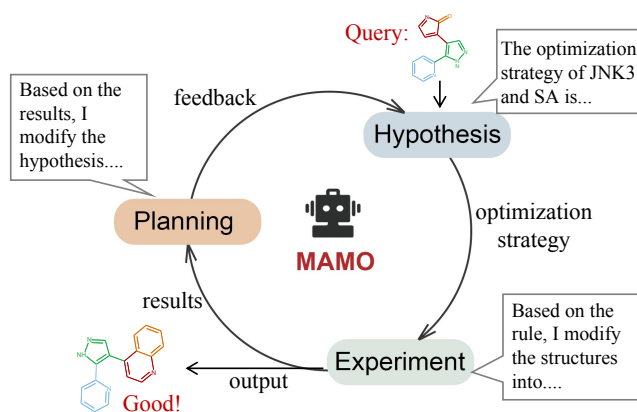 Query:
The optimization
strategy of JNK3
and SA is...
Based on the
results, I
modify the
hypothesis....
feedback
Hypothesis
Planning
MAMO
optimization
strategy
results
Based on the
rule, I modify
the structures
into....
Experiment
output
Good!
N
O
N
N
N
N
NH
N
N